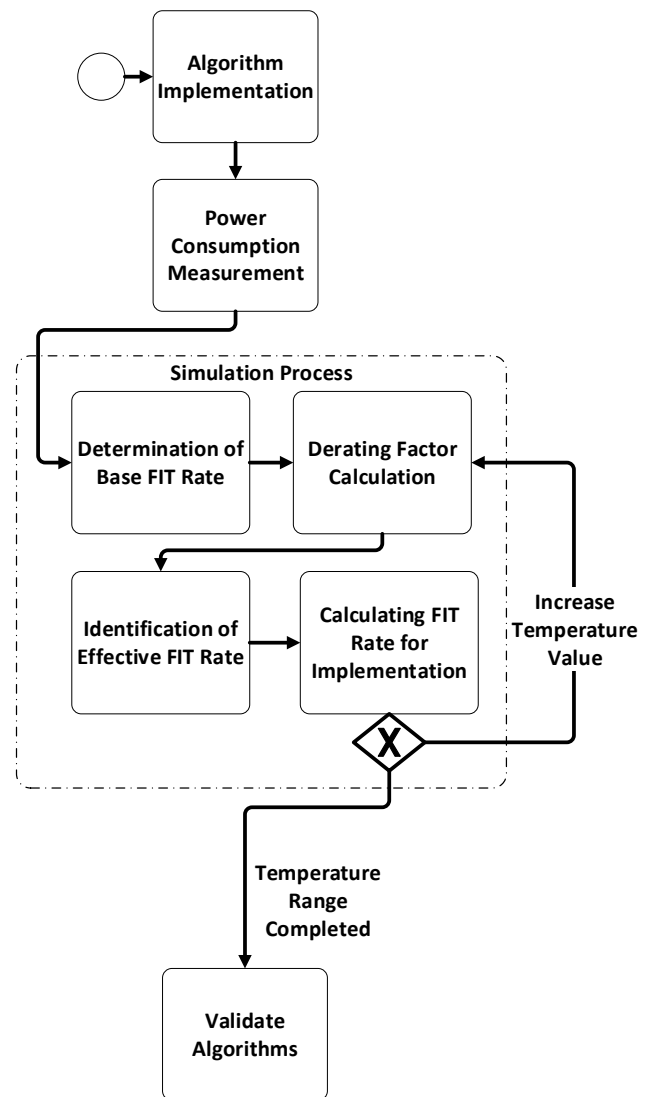 Algorithm
Implementation
Power
Consumption
Measurement
Simulation Process
Determination of
Base FIT Rate
Derating Factor
Calculation
Identification of
Effective FIT Rate
Calculating FIT
Rate for
Implementation
Increase
Temperature
Value
X
Temperature
Range
Completed
Validate
Algorithms